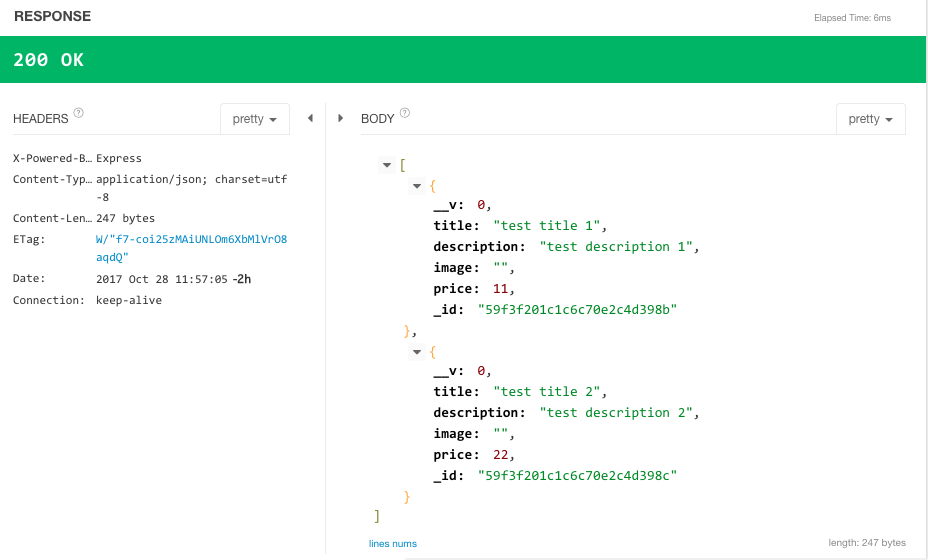 RESPONSE
Elapsed Time: 6ms
200 OK
HEADERS ?
pretty
X-Powered-B… Express
Content-Typ… application/json; charset=utf
-8
Content-Len… 247 bytes
ETag: W/"f7-coi25zMAiUNLOm6XbMlVrO8
aqdQ"
Date: 2017 Oct 28 11:57:05 -2h
Connection: keep-alive
BODY ?
pretty
[
{
__v: 0,
title: "test title 1",
description: "test description 1",
image: "",
price: 11,
_id: "59f3f201c1c6c70e2c4d398b"
},
{
__v: 0,
title: "test title 2",
description: "test description 2",
image: "",
price: 22,
_id: "59f3f201c1c6c70e2c4d398c"
}
]
lines nums
length: 247 bytes